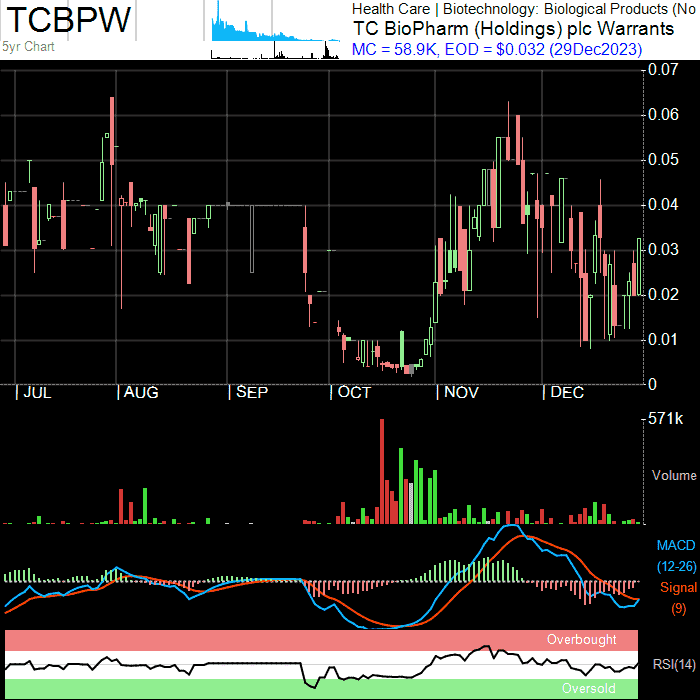 TCBPW
5yr Chart
Health Care | Biotechnology: Biological Products (No
TC BioPharm (Holdings) plc Warrants
MC = 58.9K, EOD = $0.032 (29Dec2023)
0.07
0.06
0.05
0.04
0.03
0.02
0.01
0
JUL AUG SEP OCT NOV DEC
571k
Volume
MACD
(12-26)
Signal
(9)
Overbought
RSI(14)
Oversold